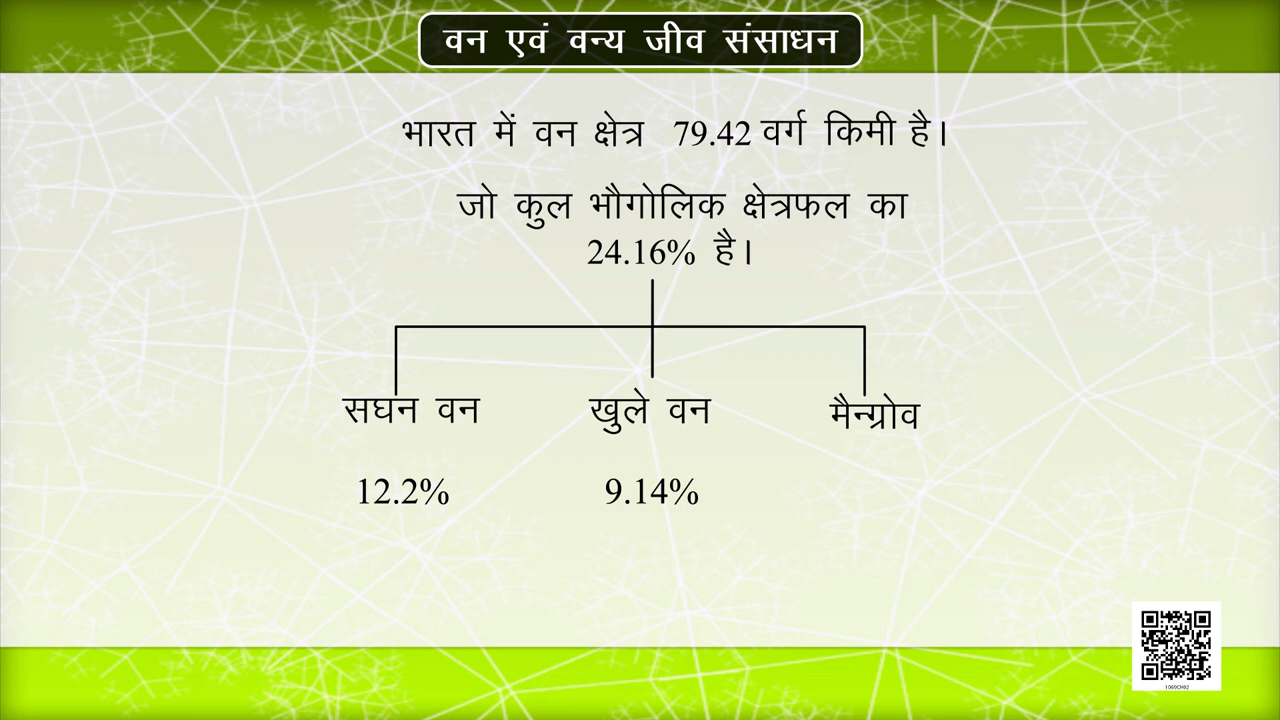 वन एवं वन्य जीव संसाधन
भारत में वन क्षेत्र 79.42 वर्ग किमी है।
जो कुल भौगोलिक क्षेत्रफल का
24.16% है।
सघन वन खुले वन मैन्ग्रोव
12.2% 9.14%
1069CH02